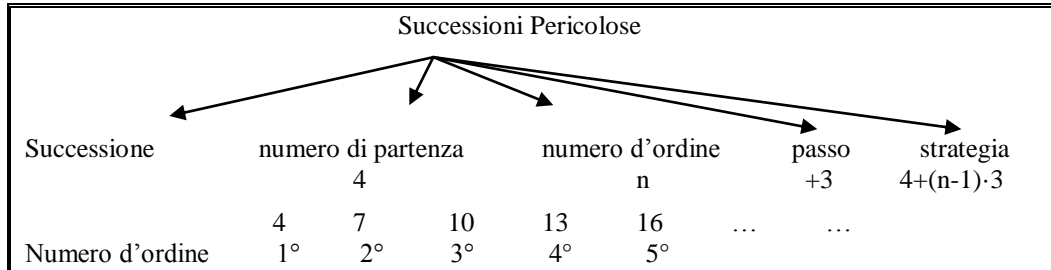 Successioni Pericolose
Successione numero di partenza numero d'ordine passo strategia
4 n +3 4+(n-1)·3
4 7 10 13 16 … …
Numero d'ordine 1° 2° 3° 4° 5°